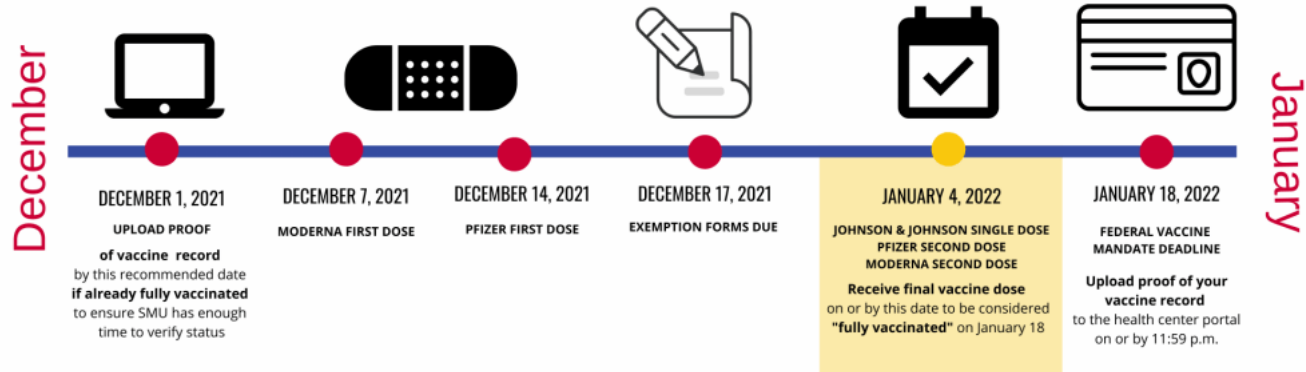 December
DECEMBER 1, 2021
UPLOAD PROOF
of vaccine record
by this recommended date
if already fully vaccinated
to ensure SMU has enough
time to verify status
DECEMBER 7, 2021
MODERNA FIRST DOSE
DECEMBER 14, 2021
PFIZER FIRST DOSE
DECEMBER 17, 2021
EXEMPTION FORMS DUE
JANUARY 4, 2022
JOHNSON & JOHNSON SINGLE DOSE
PFIZER SECOND DOSE
MODERNA SECOND DOSE
Receive final vaccine dose
on or by this date to be considered
"fully vaccinated" on January 18
JANUARY 18, 2022
FEDERAL VACCINE
MANDATE DEADLINE
Upload proof of your
vaccine record
to the health center portal
on or by 11:59 p.m.
January